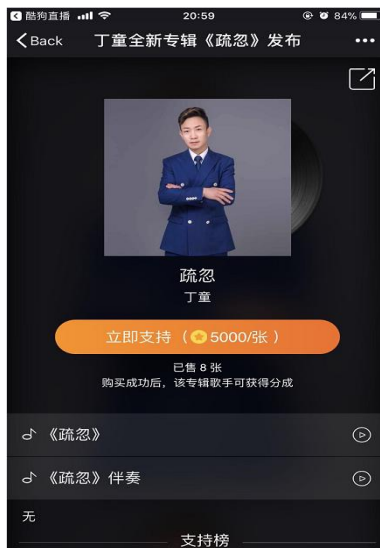 酷狗直播 20:59 84%
Back 丁童全新专辑《疏忽》发布
疏忽
丁童
立即支持（5000/张）
已售 8 张
购买成功后，该专辑歌手可获得分成
《疏忽》
《疏忽》伴奏
无
支持榜